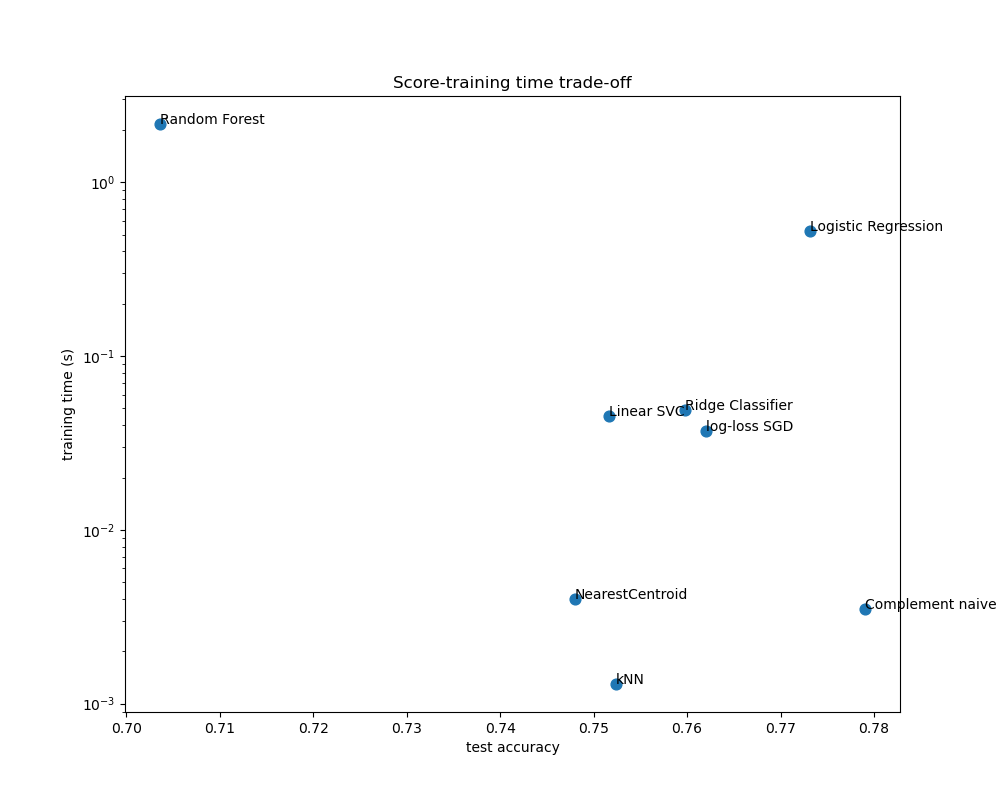 Score-training time trade-off
Random Forest
Logistic Regression
Linear SVC
Ridge Classifier
log-loss SGD
NearestCentroid
Complement naive
kNN
training time (s)
10⁰
10⁻¹
10⁻²
10⁻³
0.70 0.71 0.72 0.73 0.74 0.75 0.76 0.77 0.78
test accuracy